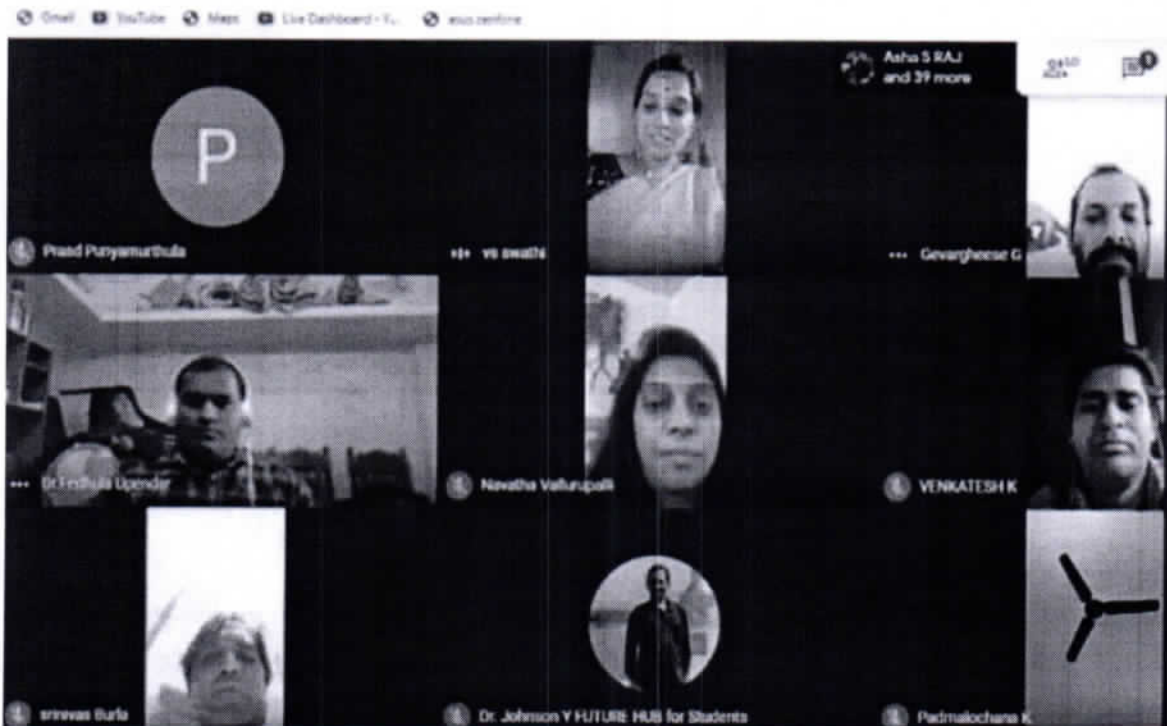 Gmail YouTube Maps Live Dashboard - Y... asus zenfone
Asha S RAJ
and 39 more
P
Prasd Punyamurthula
vs swathi
Gevargheese G
Upender
Navatha Vallurupalli
VENKATESH K
srinivas Burla
Dr. Johnson Y FUTURE HUB for Students
Padmalochana K